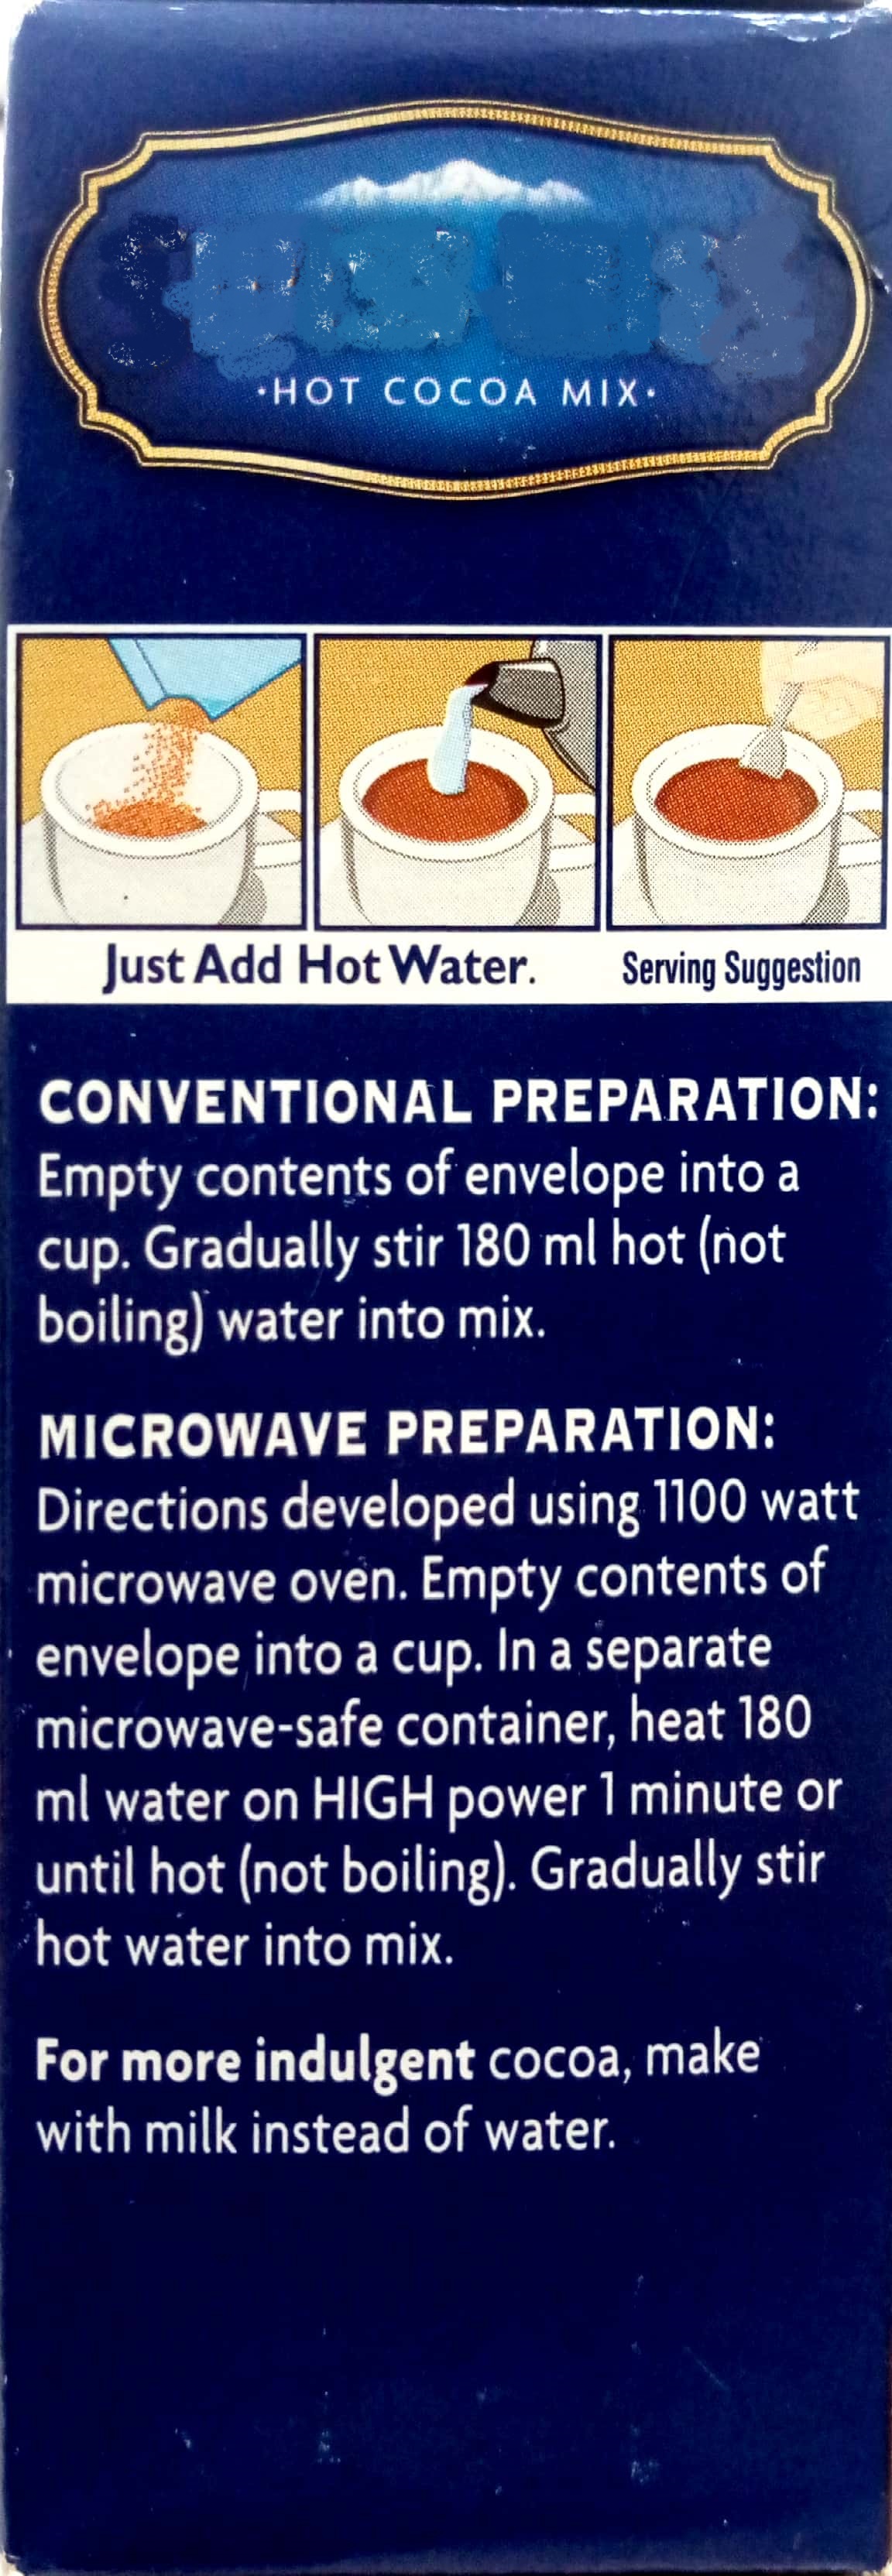 ·HOT COCOA MIX·
Just Add Hot Water. Serving Suggestion
CONVENTIONAL PREPARATION:
Empty contents of envelope into a
cup. Gradually stir 180 ml hot (not
boiling) water into mix.
MICROWAVE PREPARATION:
Directions developed using 1100 watt
microwave oven. Empty contents of
envelope into a cup. In a separate
microwave-safe container, heat 180
ml water on HIGH power 1 minute or
until hot (not boiling). Gradually stir
hot water into mix.
For more indulgent cocoa, make
with milk instead of water.